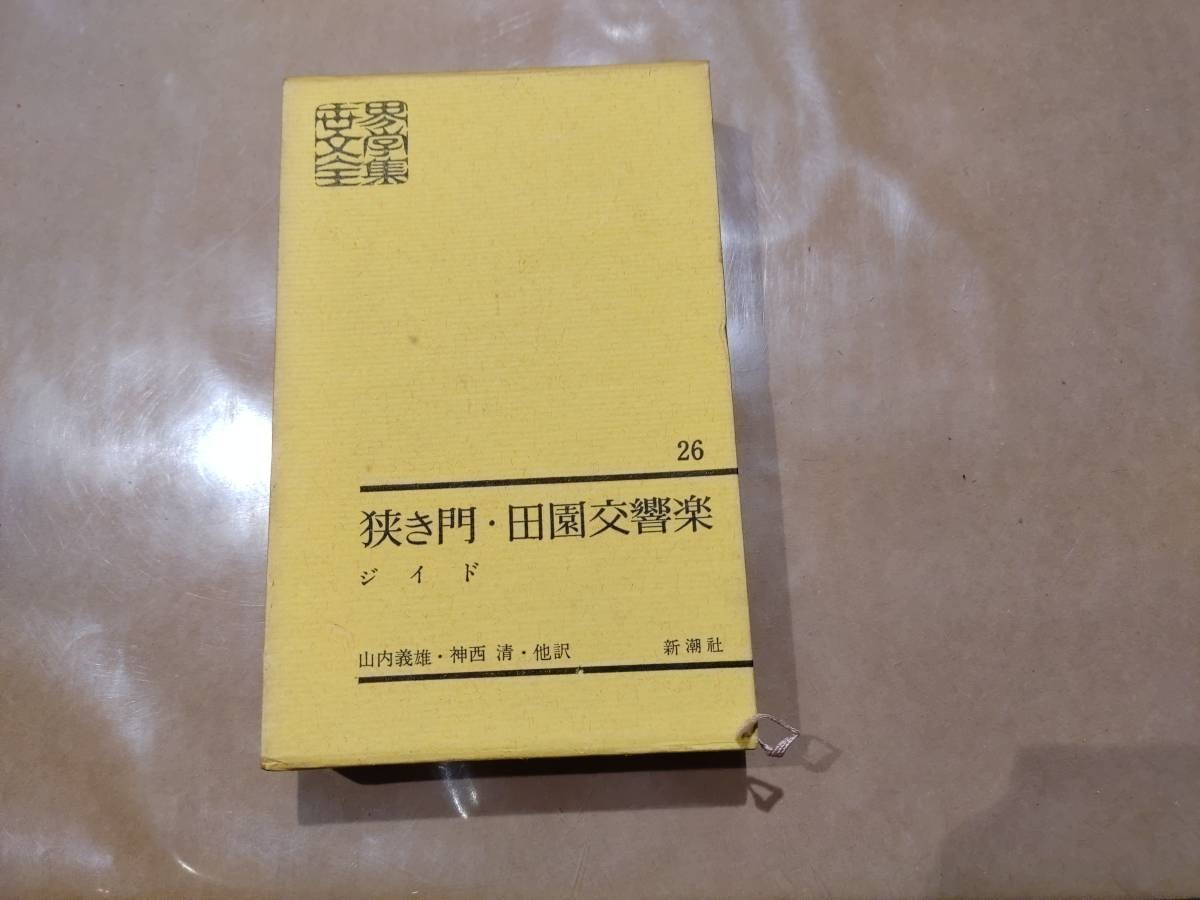 世界
文学
全集
26
狭き門・田園交響楽
ジイド
山内義雄・神西 清・他訳
新潮社